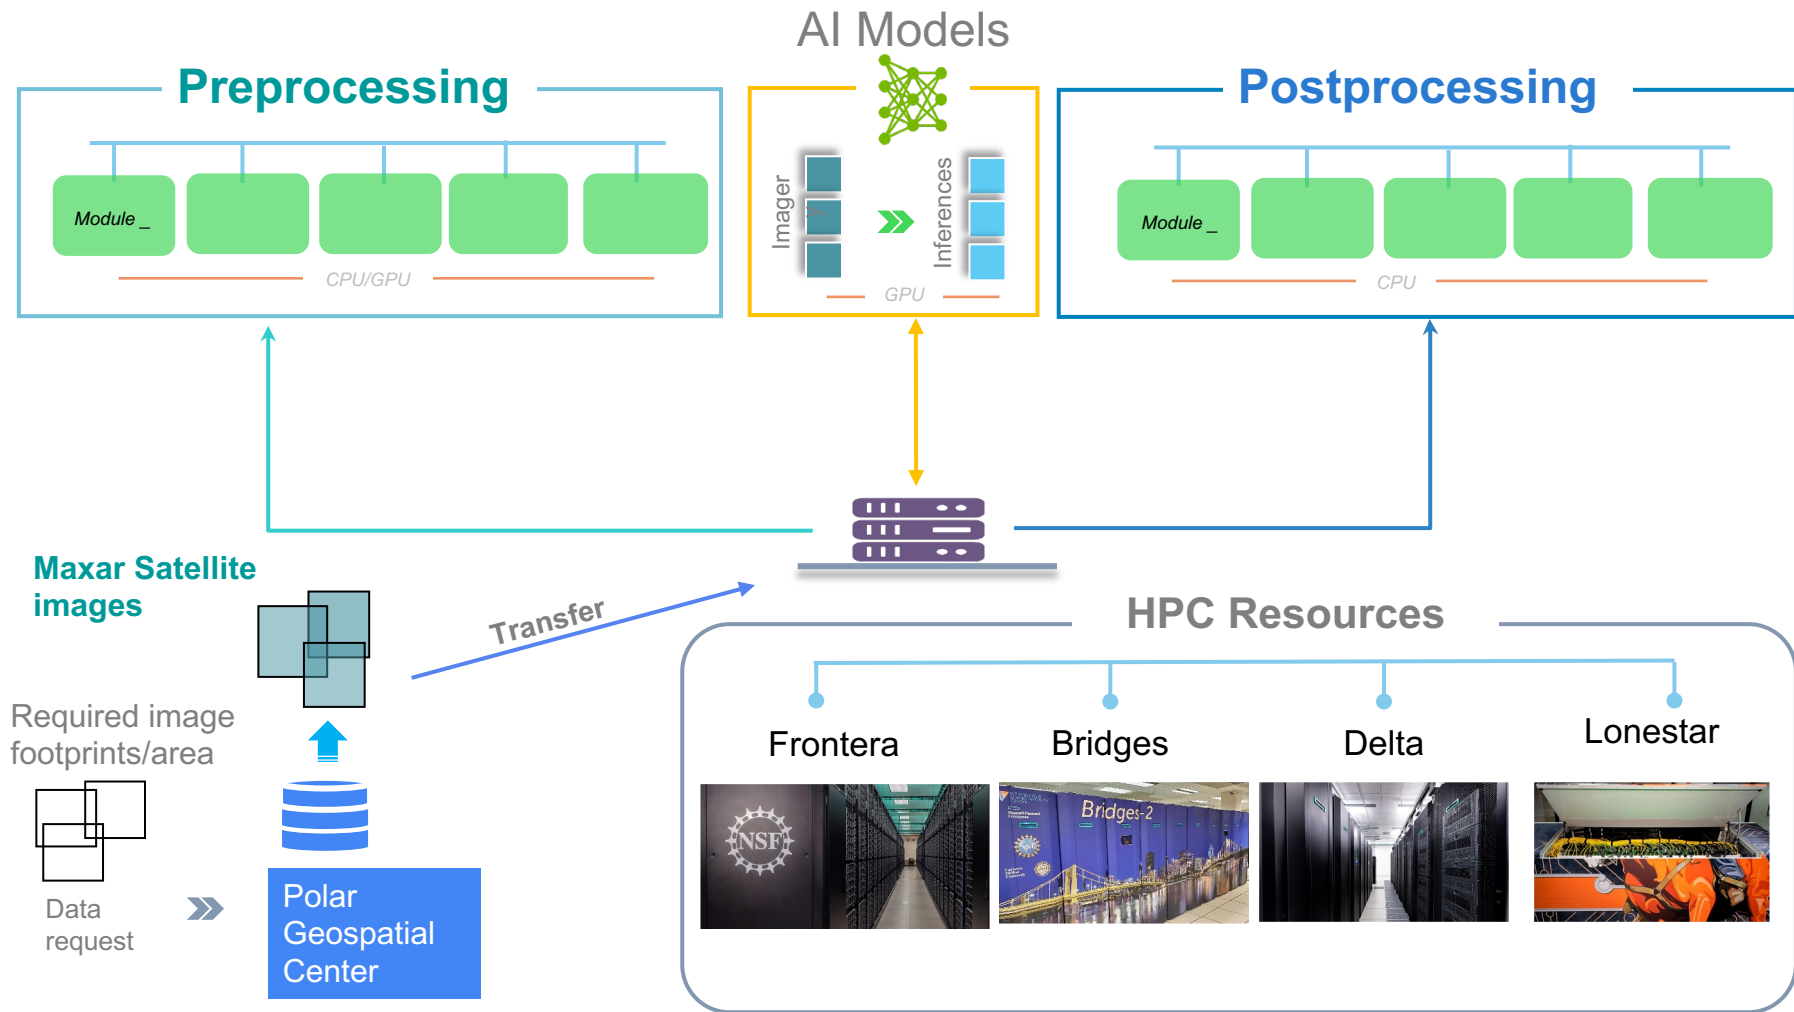 AI Models
Preprocessing
Postprocessing
Module _
CPU/GPU
Imager
y
Inferences
GPU
Module _
CPU
Maxar Satellite
images
Transfer
Required image
footprints/area
Data
request
Polar
Geospatial
Center
HPC Resources
Frontera
Bridges
Delta
Lonestar
NSF
Bridges-2